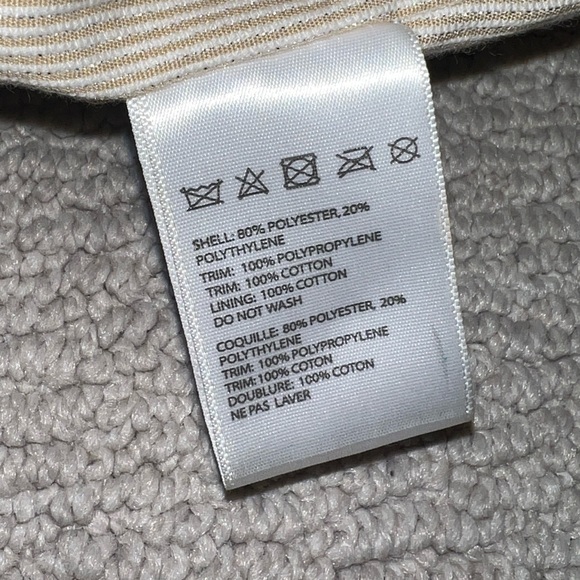 SHELL: 80% POLYESTER, 20%
POLYTHYLENE
TRIM: 100% POLYPROPYLENE
TRIM: 100% COTTON
LINING: 100% COTTON
DO NOT WASH
COQUILLE: 80% POLYESTER, 20%
POLYTHYLENE
TRIM: 100% POLYPROPYLENE
TRIM:100% COTON
DOUBLURE: 100% COTON
NE PAS LAVER